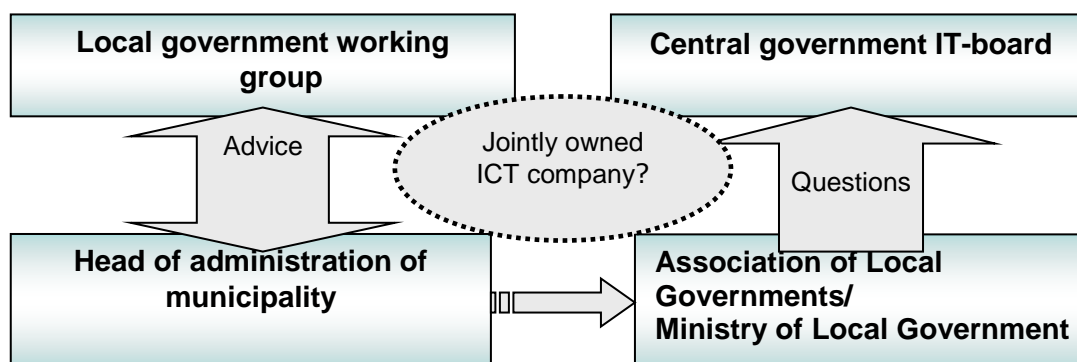 Local government working
group
Central government IT-board
Advice
Jointly owned
ICT company?
Questions
Head of administration of
municipality
Association of Local
Governments/
Ministry of Local Government